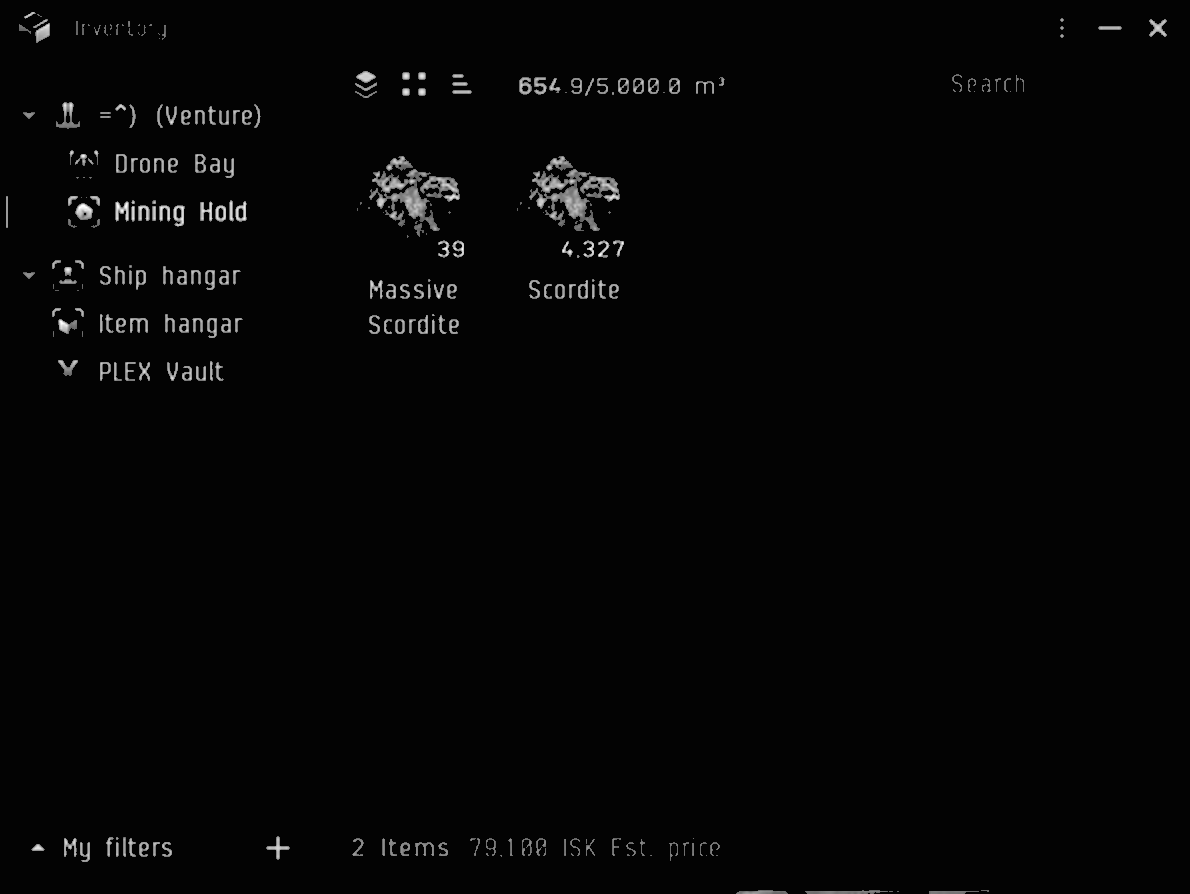 Inventory
654.9/5,000.0 m³
Search
=^) (Venture)
Drone Bay
Mining Hold
Ship hangar
Item hangar
PLEX Vault
39
4,327
Massive
Scordite
Scordite
My filters
2 Items 79,100 ISK Est. price